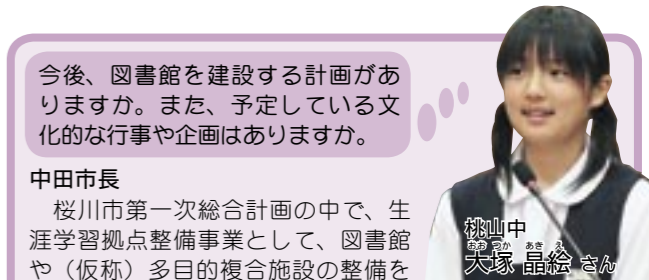 今後、図書館を建設する計画があ
りますか。また、予定している文
化的な行事や企画はありますか。
中田市長
桜川市第一次総合計画の中で、生
涯学習拠点整備事業として、図書館
や（仮称）多目的複合施設の整備を
桃山中
おおつか あきえ
大塚 晶絵 さん